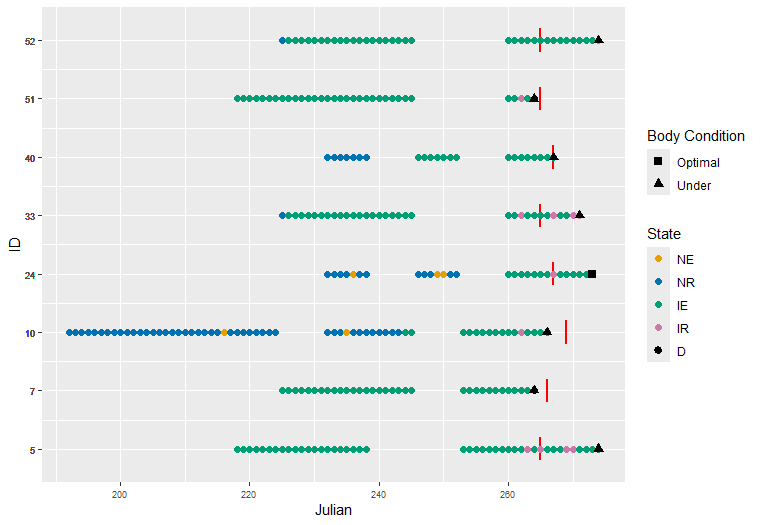 52
51
40
33
24
10
7
5
ID
200
220
240
260
Julian
Body Condition
Optimal
Under
State
NE
NR
IE
IR
D